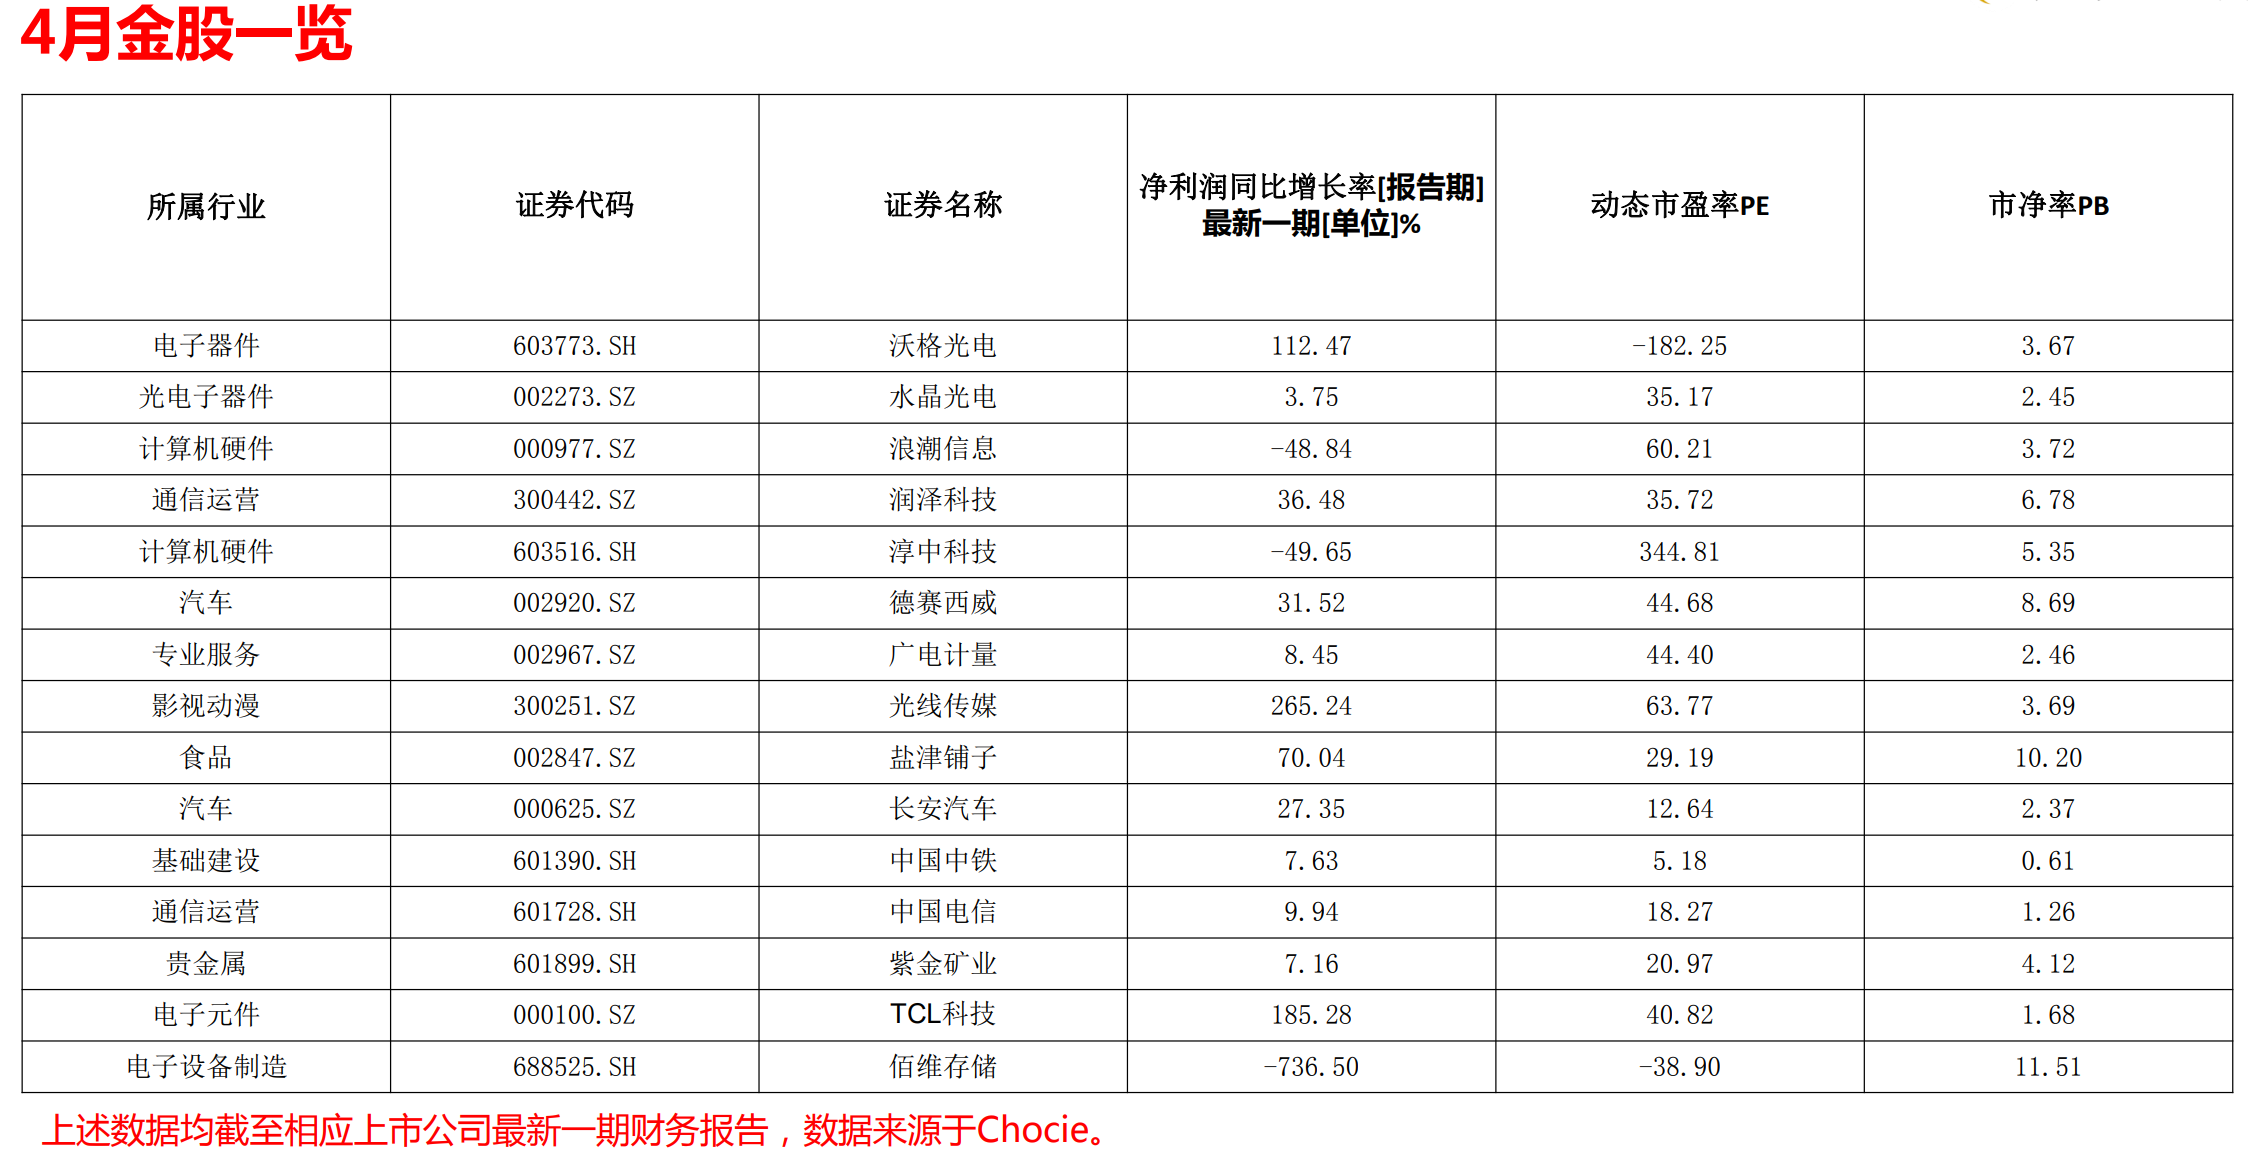 4月金股一览
所属行业 证券代码 证券名称 净利润同比增长率[报告期]最新一期[单位]% 动态市盈率PE 市净率PB
电子器件 603773.SH 沃格光电 112.47 -182.25 3.67
光电子器件 002273.SZ 水晶光电 3.75 35.17 2.45
计算机硬件 000977.SZ 浪潮信息 -48.84 60.21 3.72
通信运营 300442.SZ 润泽科技 36.48 35.72 6.78
计算机硬件 603516.SH 淳中科技 -49.65 344.81 5.35
汽车 002920.SZ 德赛西威 31.52 44.68 8.69
专业服务 002967.SZ 广电计量 8.45 44.40 2.46
影视动漫 300251.SZ 光线传媒 265.24 63.77 3.69
食品 002847.SZ 盐津铺子 70.04 29.19 10.20
汽车 000625.SZ 长安汽车 27.35 12.64 2.37
基础建设 601390.SH 中国中铁 7.63 5.18 0.61
通信运营 601728.SH 中国电信 9.94 18.27 1.26
贵金属 601899.SH 紫金矿业 7.16 20.97 4.12
电子元件 000100.SZ TCL科技 185.28 40.82 1.68
电子设备制造 688525.SH 佰维存储 -736.50 -38.90 11.51
上述数据均截至相应上市公司最新一期财务报告，数据来源于Chocie。